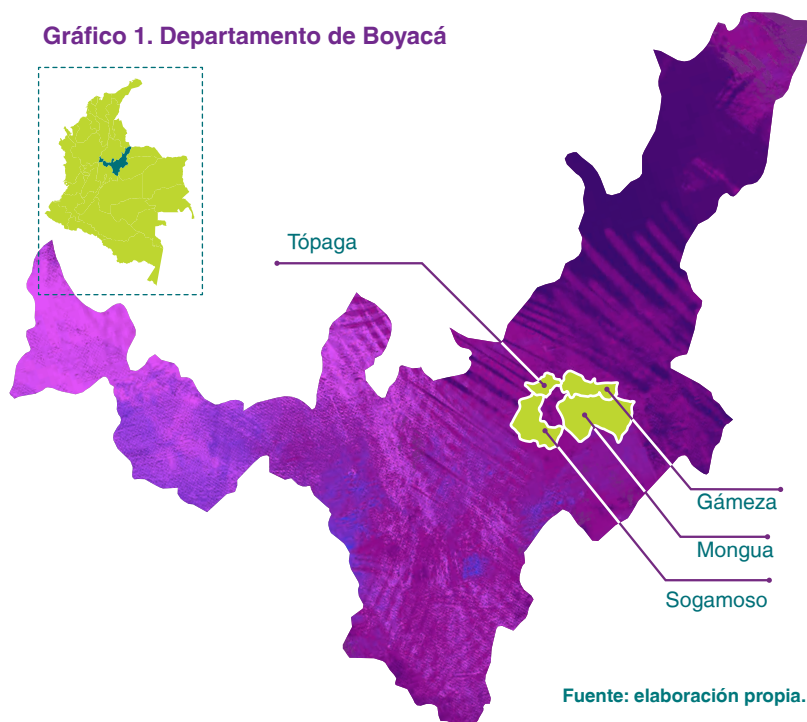 Gráfico 1. Departamento de Boyacá
Tópaga
Gámeza
Mongua
Sogamoso
Fuente: elaboración propia.